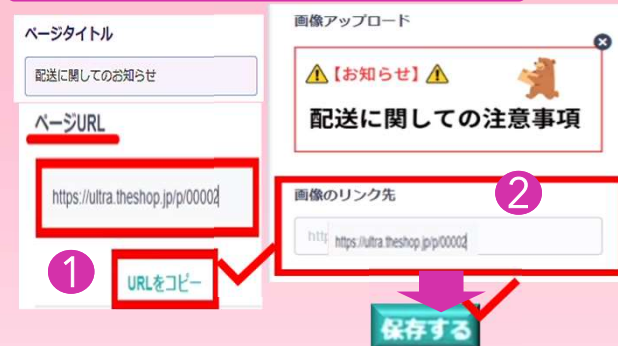 ページタイトル
配送に関してのお知らせ
ページURL
https://ultra.theshop.jp/p/00002
1
URLをコピー
画像アップロード
【お知らせ】
配送に関しての注意事項
画像のリンク先
2
http https://ultra.theshop.jp/p/00002
保存する